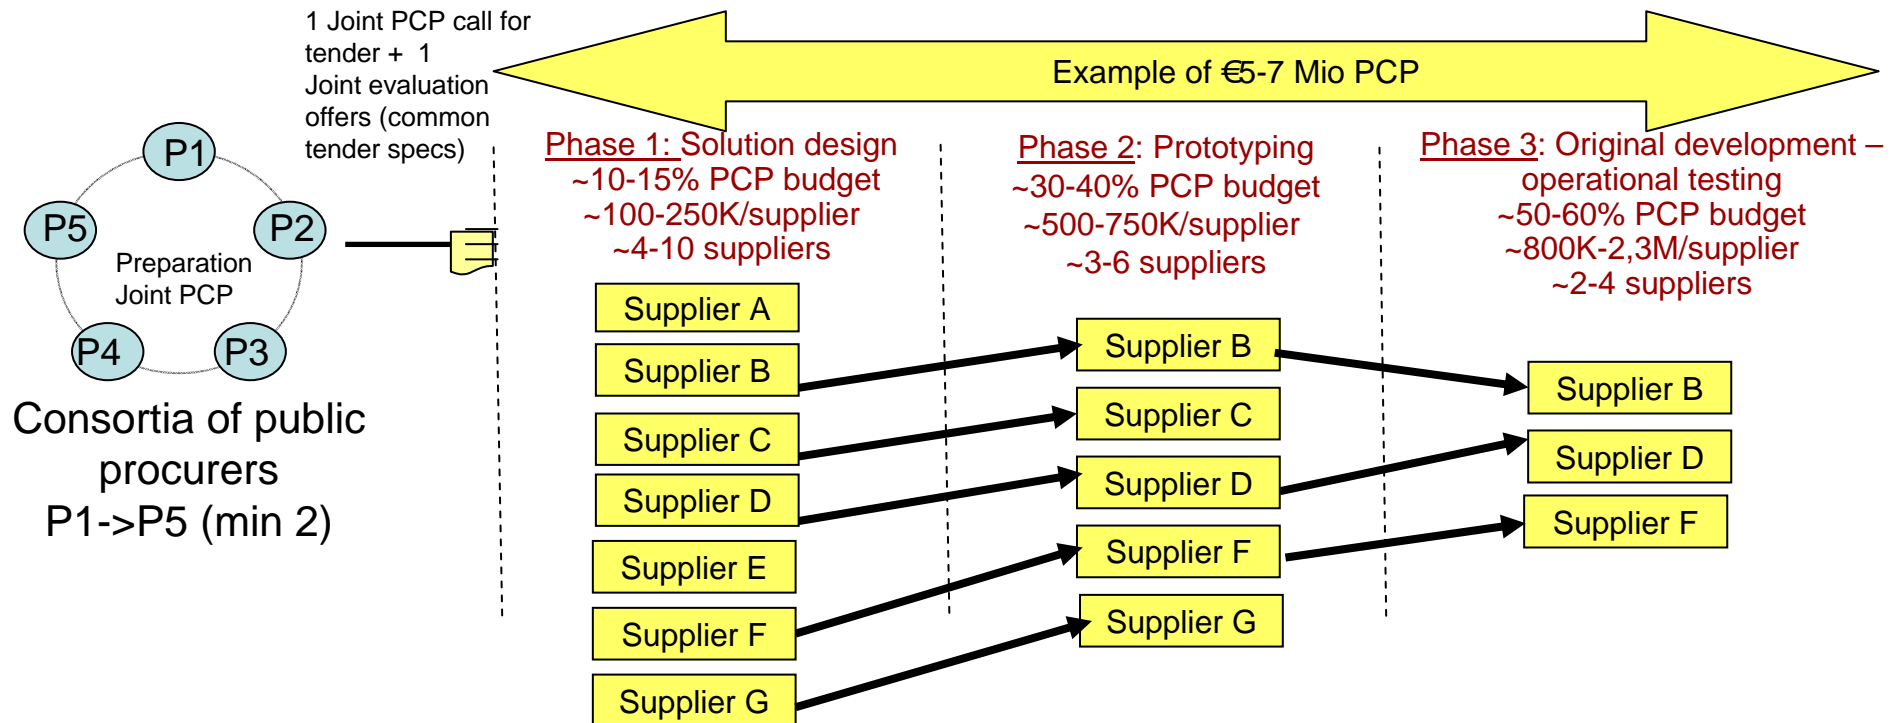 1 Joint PCP call for
tender + 1
Joint evaluation
offers (common
tender specs)
Example of €5-7 Mio PCP
P1
P5
P2
Preparation
Joint PCP
P4
P3
Consortia of public
procurers
P1->P5 (min 2)
Phase 1: Solution design
~10-15% PCP budget
~100-250K/supplier
~4-10 suppliers
Supplier A
Supplier B
Supplier C
Supplier D
Supplier E
Supplier F
Supplier G
Phase 2: Prototyping
~30-40% PCP budget
~500-750K/supplier
~3-6 suppliers
Supplier B
Supplier C
Supplier D
Supplier F
Supplier G
Phase 3: Original development –
operational testing
~50-60% PCP budget
~800K-2,3M/supplier
~2-4 suppliers
Supplier B
Supplier D
Supplier F